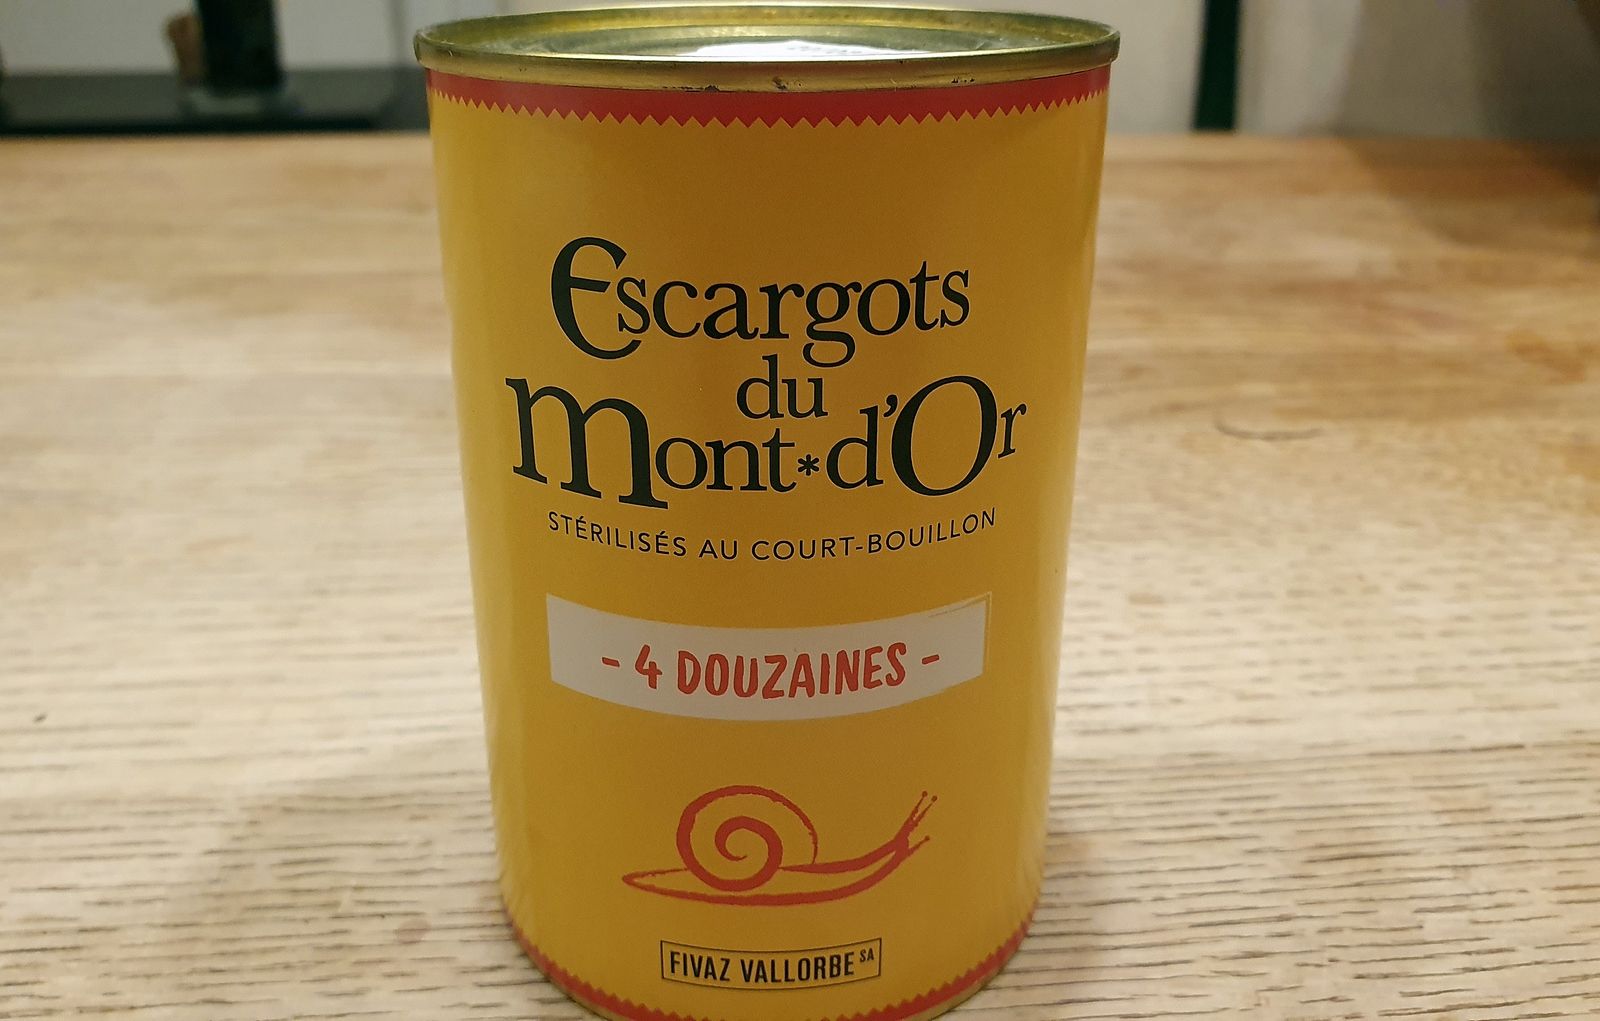 Escargots
du
Mont*d'Or
STÉRILISÉS AU COURT-BOUILLON
- 4 DOUZAINES -
FIVAZ VALLORBE SA